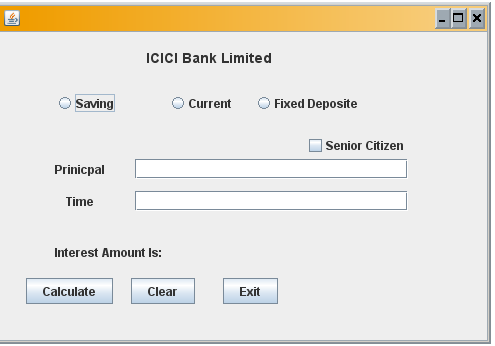 ICICI Bank Limited
Saving Current Fixed Deposite
Senior Citizen
Prinicpal
Time
Interest Amount Is:
Calculate Clear Exit